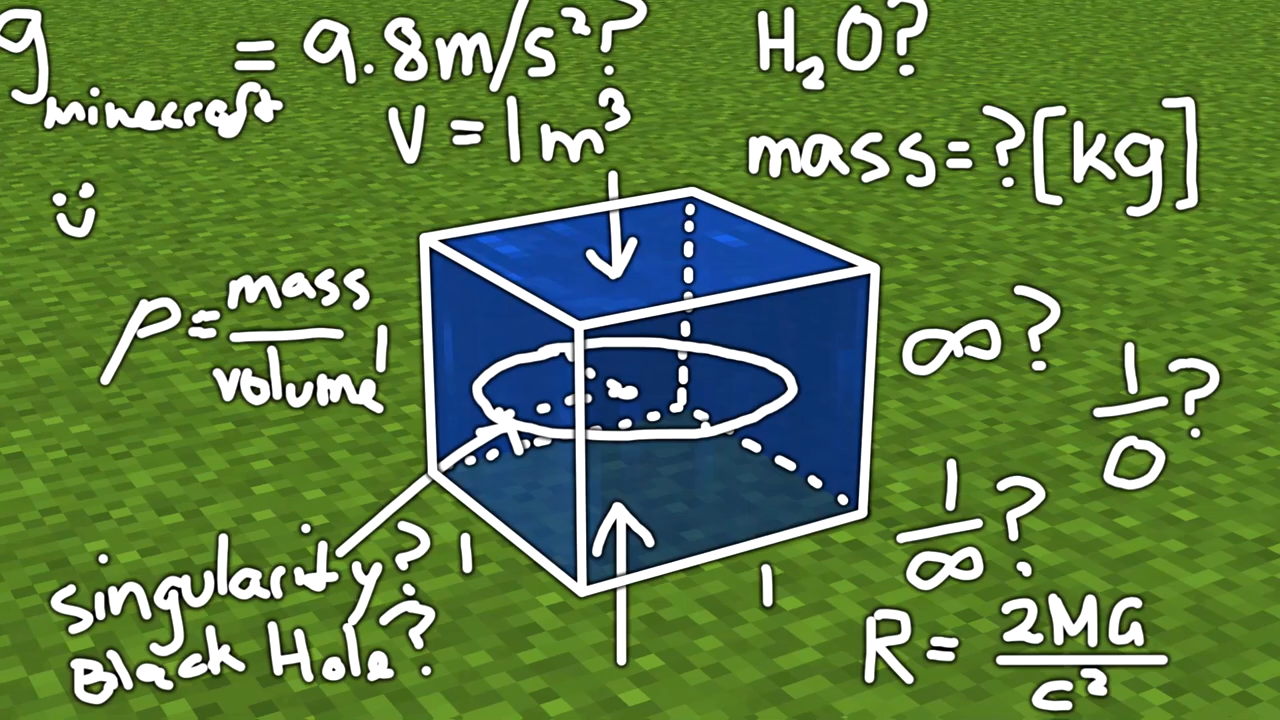 g minecraft = 9.8m/s²?
V = 1m³
H₂O?
mass=?[kg]
ρ = mass/volume
1
∞?
1/0?
1/∞?
Singularity?
Black Hole?
1
1
R = 2MG/c²